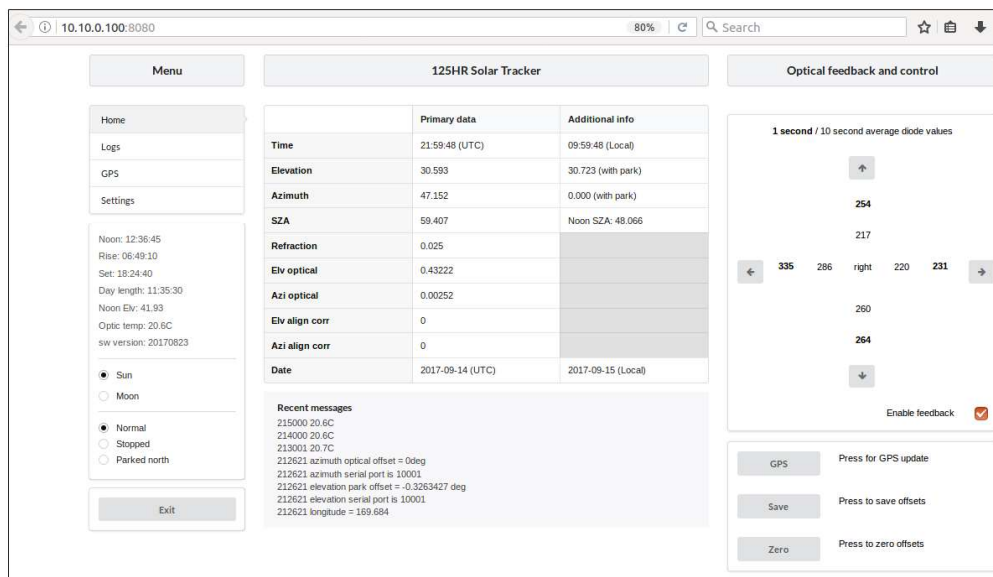 10.10.0.100:8080
80%
Search
Menu
125HR Solar Tracker
Optical feedback and control
Home
Logs
GPS
Settings
Noon: 12:36:45
Rise: 06:49:10
Set: 18:24:40
Day length: 11:35:30
Noon Elv: 41.93
Optic temp: 20.6C
sw version: 20170823
Sun
Moon
Normal
Stopped
Parked north
Exit
Primary data Additional info
Time 21:59:48 (UTC) 09:59:48 (Local)
Elevation 30.593 30.723 (with park)
Azimuth 47.152 0.000 (with park)
SZA 59.407 Noon SZA: 48.066
Refraction 0.025
Elv optical 0.43222
Azi optical 0.00252
Elv align corr 0
Azi align corr 0
Date 2017-09-14 (UTC) 2017-09-15 (Local)
Recent messages
215000 20.6C
214000 20.6C
213001 20.7C
212621 azimuth optical offset = 0deg
212621 azimuth serial port is 10001
212621 elevation park offset = -0.3263427 deg
212621 elevation serial port is 10001
212621 longitude = 169.684
1 second / 10 second average diode values
254
217
335 286 right 220 231
260
264
Enable feedback
GPS Press for GPS update
Save Press to save offsets
Zero Press to zero offsets